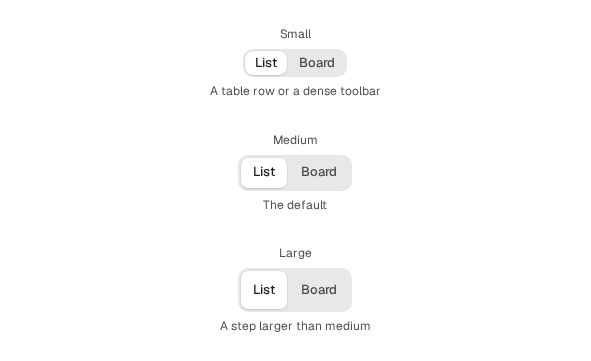 Small
List Board
A table row or a dense toolbar
Medium
List Board
The default
Large
List Board
A step larger than medium